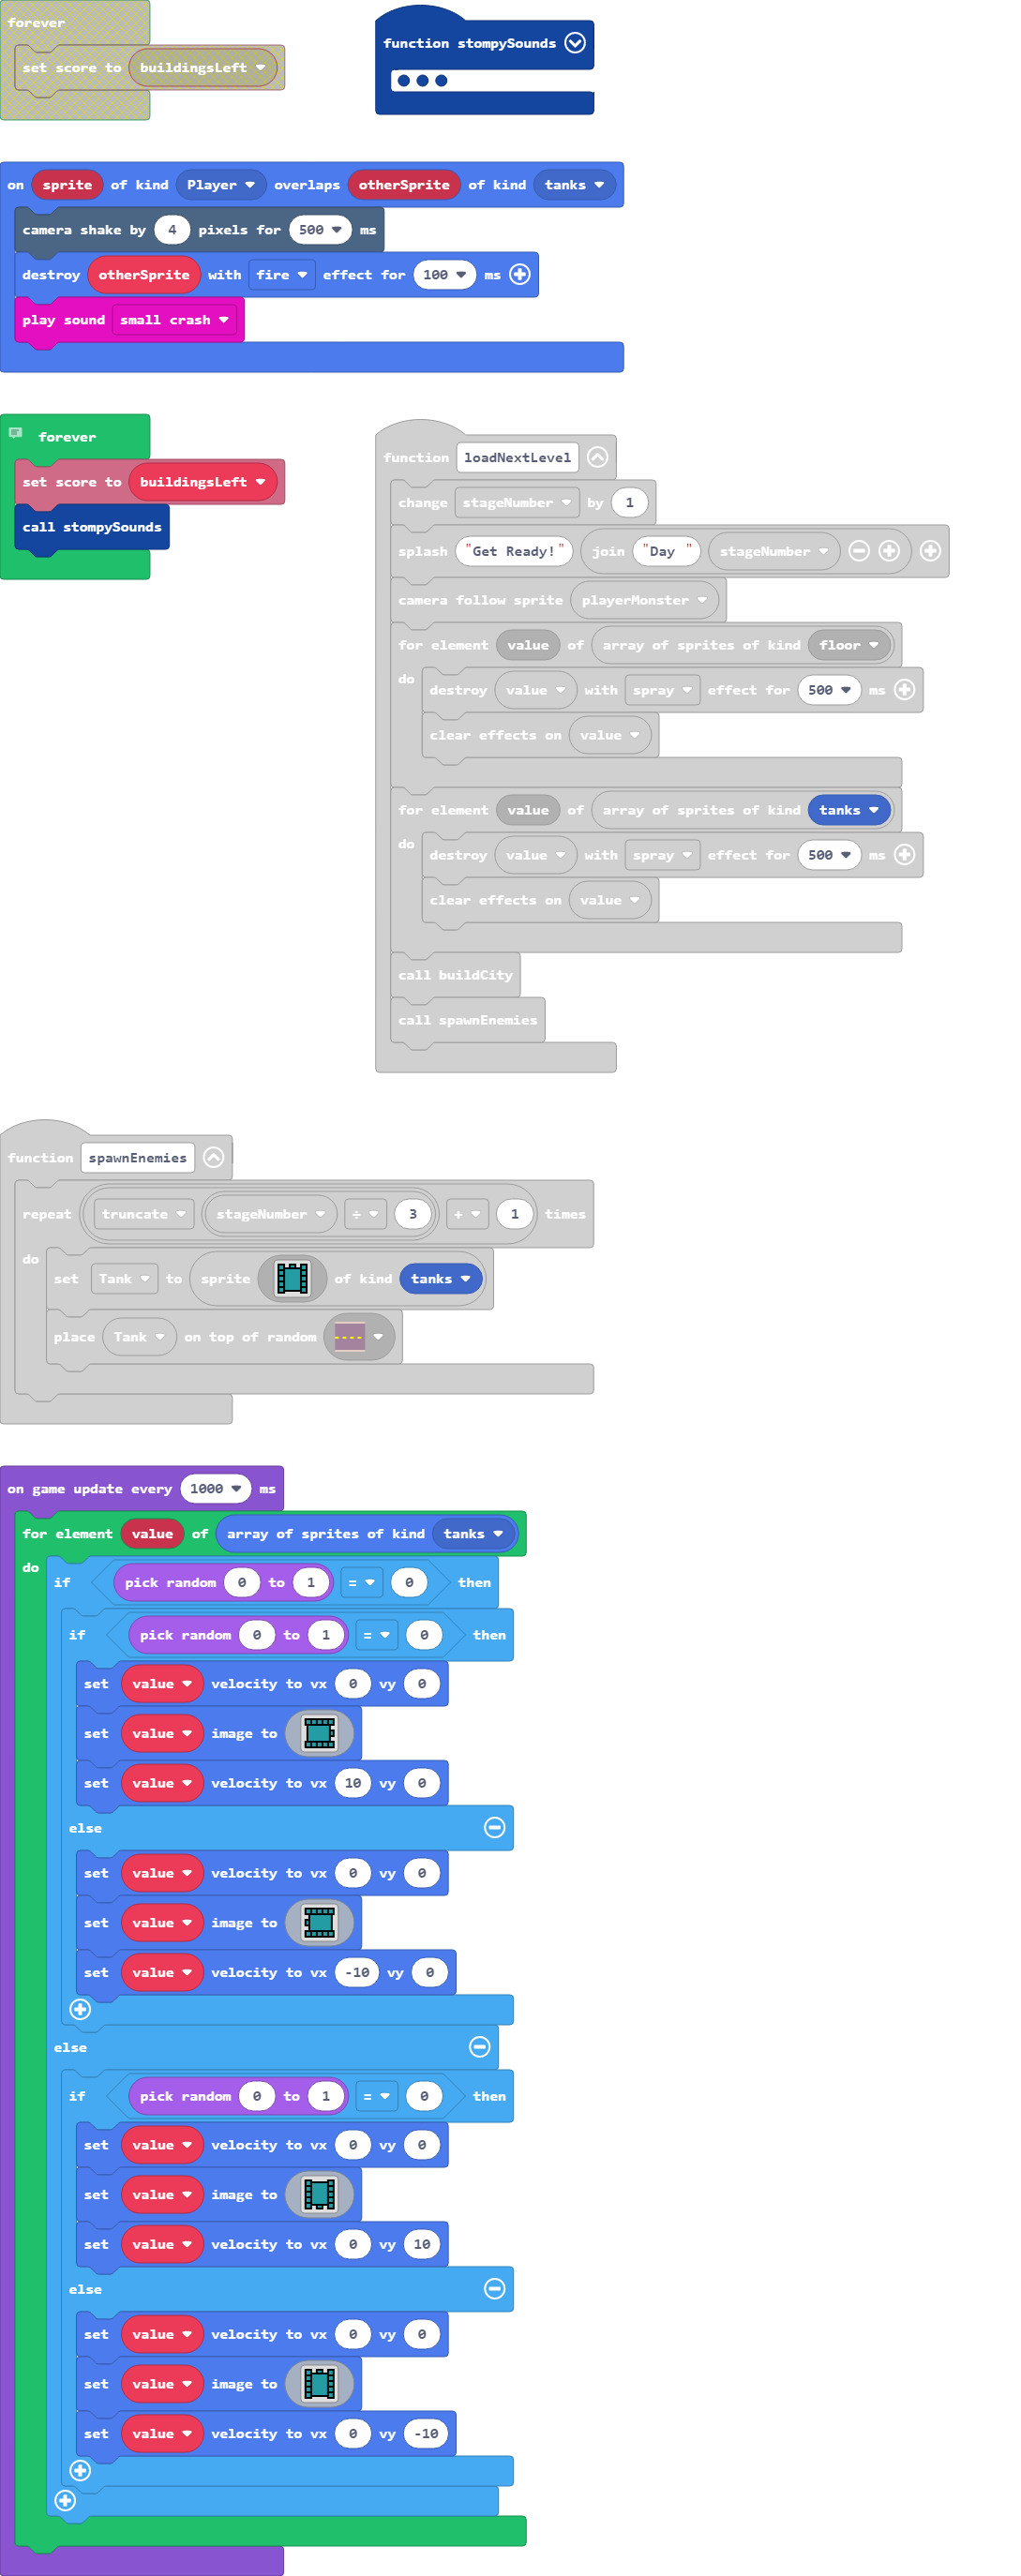 forever
set score to buildingsLeft
function stompySounds
on sprite of kind Player overlaps otherSprite of kind tanks
camera shake by 4 pixels for 500 ms
destroy otherSprite with fire effect for 100 ms
play sound small crash
forever
set score to buildingsLeft
call stompySounds
function loadNextLevel
change stageNumber by 1
splash "Get Ready!" join "Day " stageNumber
camera follow sprite playerMonster
for element value of array of sprites of kind floor
do
destroy value with spray effect for 500 ms
clear effects on value
for element value of array of sprites of kind tanks
do
destroy value with spray effect for 500 ms
clear effects on value
call buildCity
call spawnEnemies
function spawnEnemies
repeat truncate stageNumber ÷ 3 + 1 times
do
set Tank to sprite of kind tanks
place Tank on top of random
on game update every 1000 ms
for element value of array of sprites of kind tanks
do
if pick random 0 to 1 = 0 then
if pick random 0 to 1 = 0 then
set value velocity to vx 0 vy 0
set value image to
set value velocity to vx 10 vy 0
else
set value velocity to vx 0 vy 0
set value image to
set value velocity to vx -10 vy 0
else
if pick random 0 to 1 = 0 then
set value velocity to vx 0 vy 0
set value image to
set value velocity to vx 0 vy 10
else
set value velocity to vx 0 vy 0
set value image to
set value velocity to vx 0 vy -10